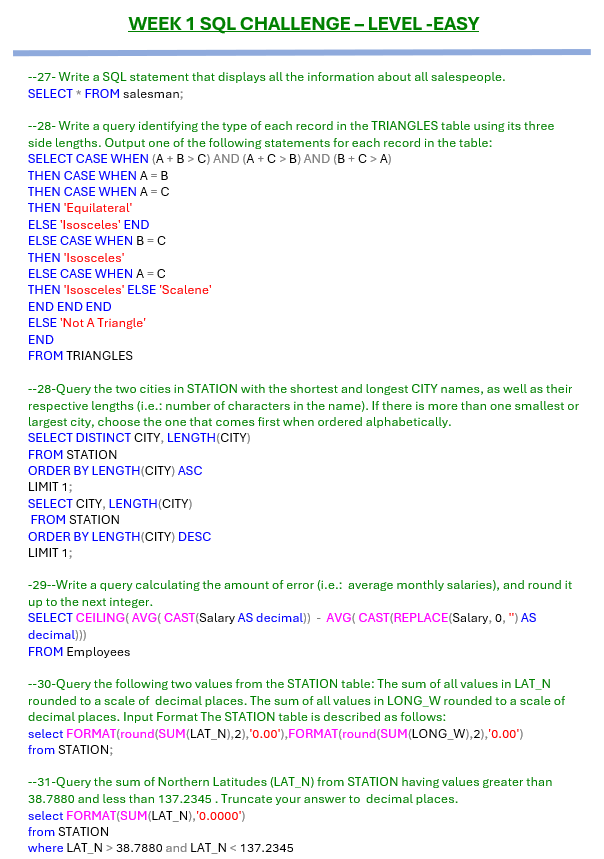 WEEK 1 SQL CHALLENGE – LEVEL -EASY
--27- Write a SQL statement that displays all the information about all salespeople.
SELECT * FROM salesman;
--28- Write a query identifying the type of each record in the TRIANGLES table using its three
side lengths. Output one of the following statements for each record in the table:
SELECT CASE WHEN (A + B > C) AND (A + C > B) AND (B + C > A)
THEN CASE WHEN A = B
THEN CASE WHEN A = C
THEN 'Equilateral'
ELSE 'Isosceles' END
ELSE CASE WHEN B = C
THEN 'Isosceles'
ELSE CASE WHEN A = C
THEN 'Isosceles' ELSE 'Scalene'
END END END
ELSE 'Not A Triangle'
END
FROM TRIANGLES
--28-Query the two cities in STATION with the shortest and longest CITY names, as well as their
respective lengths (i.e.: number of characters in the name). If there is more than one smallest or
largest city, choose the one that comes first when ordered alphabetically.
SELECT DISTINCT CITY, LENGTH(CITY)
FROM STATION
ORDER BY LENGTH(CITY) ASC
LIMIT 1;
SELECT CITY, LENGTH(CITY)
FROM STATION
ORDER BY LENGTH(CITY) DESC
LIMIT 1;
-29--Write a query calculating the amount of error (i.e.:  average monthly salaries), and round it
up to the next integer.
SELECT CEILING( AVG( CAST(Salary AS decimal))  -  AVG( CAST(REPLACE(Salary, 0, '') AS
decimal)))
FROM Employees
--30-Query the following two values from the STATION table: The sum of all values in LAT_N
rounded to a scale of  decimal places. The sum of all values in LONG_W rounded to a scale of
decimal places. Input Format The STATION table is described as follows:
select FORMAT(round(SUM(LAT_N),2),'0.00'),FORMAT(round(SUM(LONG_W),2),'0.00')
from STATION;
--31-Query the sum of Northern Latitudes (LAT_N) from STATION having values greater than
38.7880 and less than 137.2345 . Truncate your answer to  decimal places.
select FORMAT(SUM(LAT_N),'0.0000')
from STATION
where LAT_N > 38.7880 and LAT_N < 137.2345